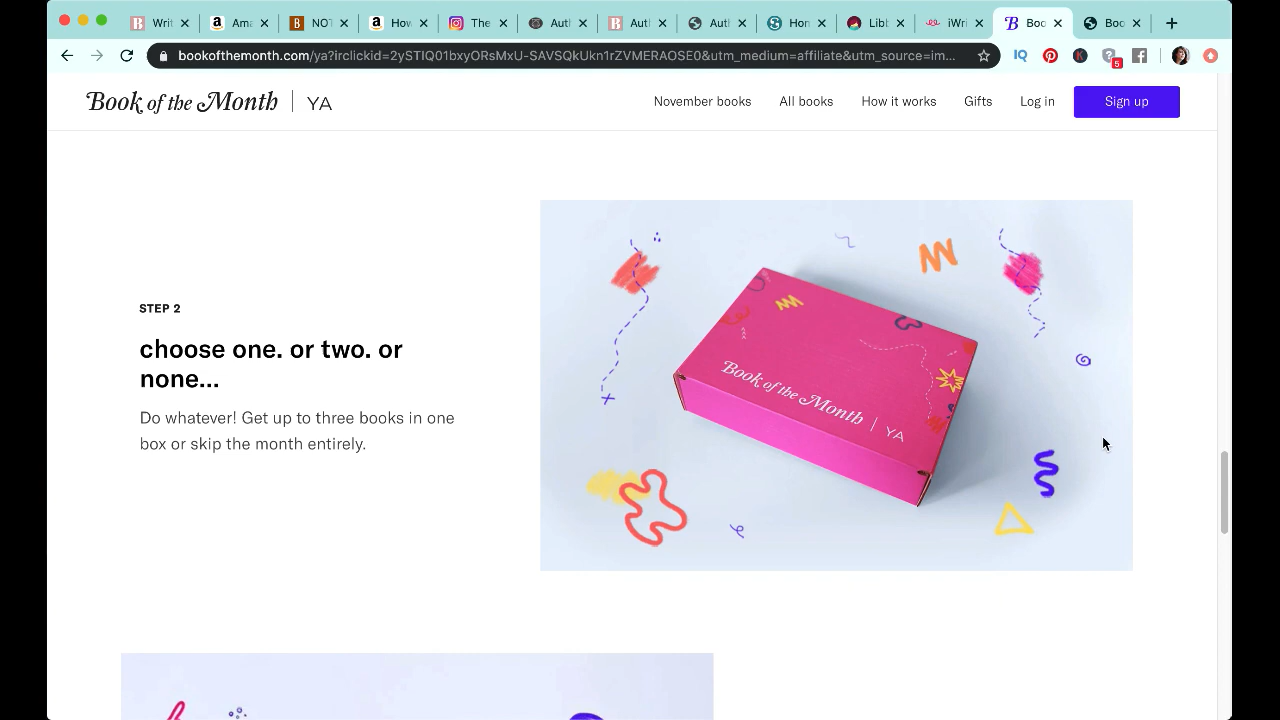 Writ
Ama
NOT
How
The
Auth
Auth
Auth
Hon
Libb
iWri
Boo
Boo
bookofthemonth.com/ya?irclickid=2ySTIQ01bxyORsMxU-SAVSQkUkn1rZVMERAOSE0&utm_medium=affiliate&utm_source=im...
IQ
K
5
Book of the Month | YA
November books
All books
How it works
Gifts
Log in
Sign up
STEP 2
choose one. or two. or
none...
Do whatever! Get up to three books in one
box or skip the month entirely.
Book of the Month | YA